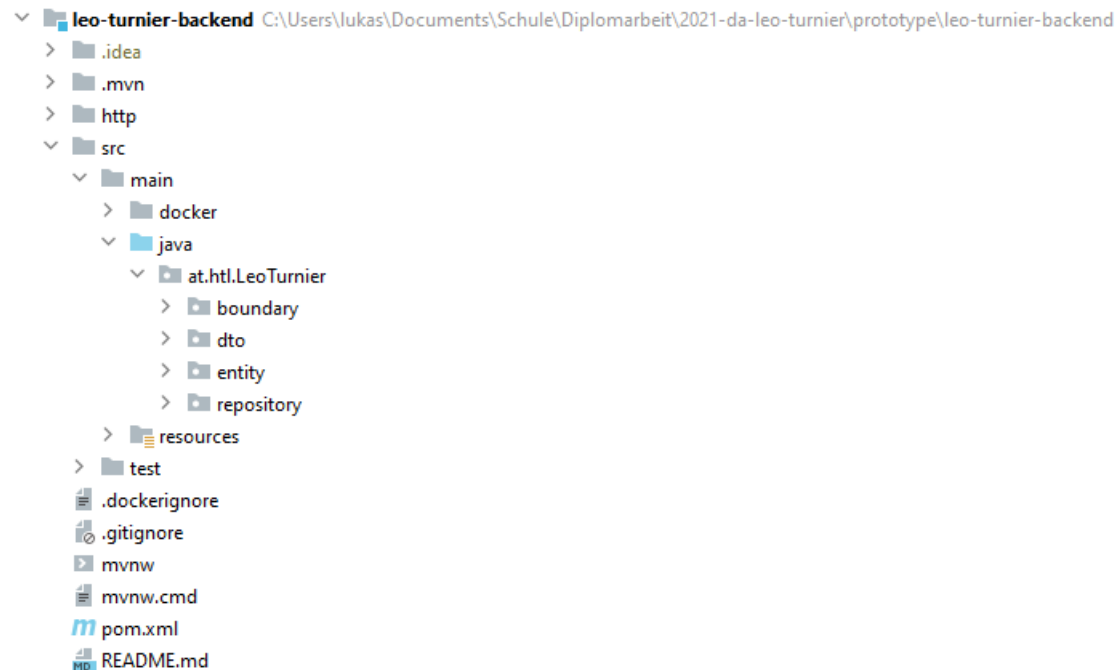 leo-turnier-backend C:\Users\lukas\Documents\Schule\Diplomarbeit\2021-da-leo-turnier\prototype\leo-turnier-backend
.idea
.mvn
http
src
main
docker
java
at.htl.LeoTurnier
boundary
dto
entity
repository
resources
test
.dockerignore
.gitignore
mvnw
mvnw.cmd
m pom.xml
MD README.md